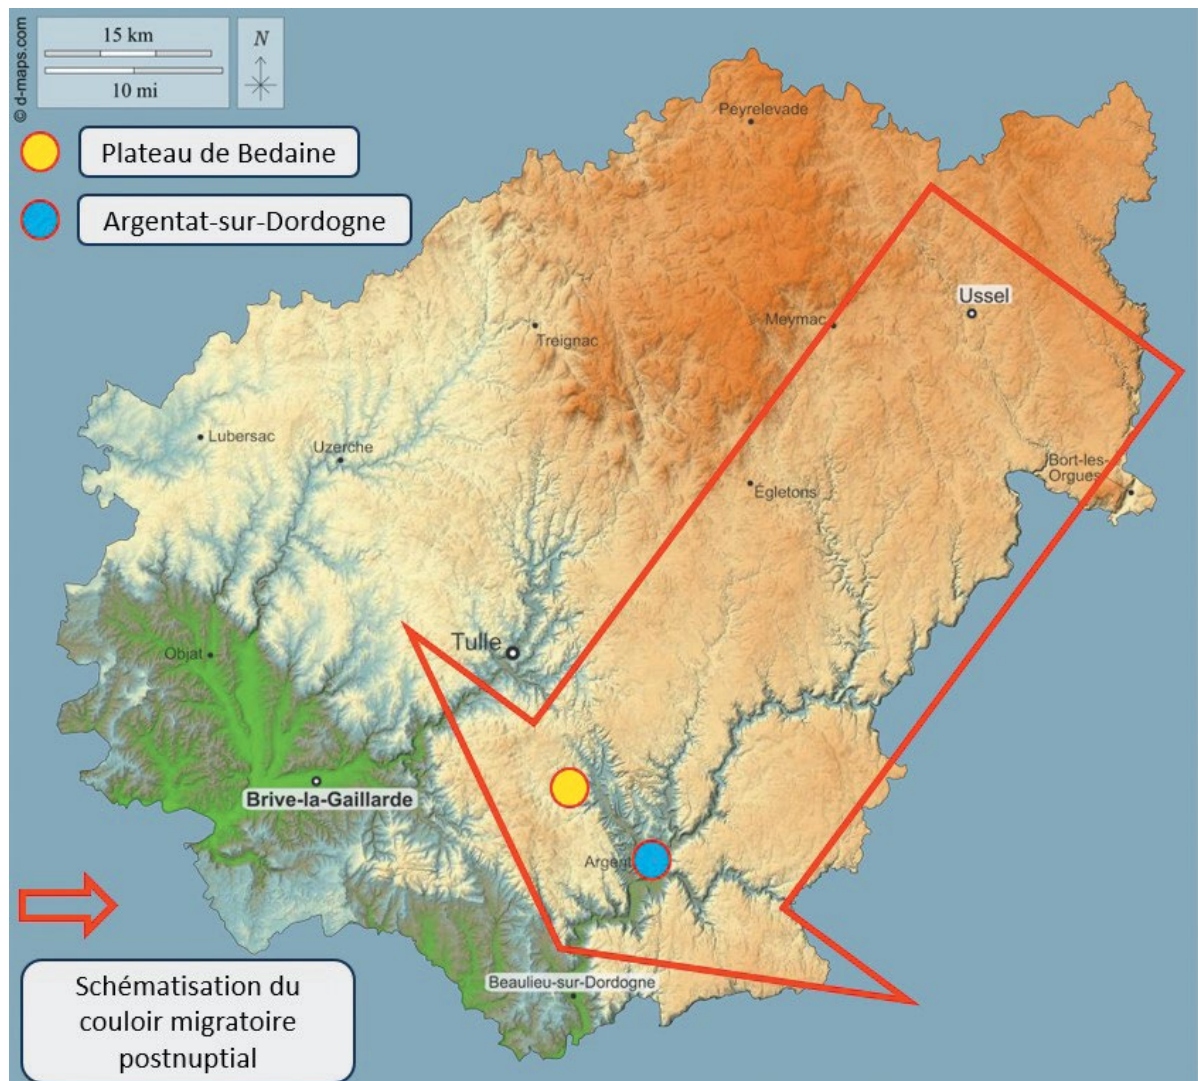 © d-maps.com
15 km
10 mi
N
Plateau de Bedaine
Argentat-sur-Dordogne
Peyrelevade
Ussel
Meymac
Treignac
Lubersac
Uzerche
Bort-les-
Orgues
Égletons
Tulle
Objat
Brive-la-Gaillarde
Argent
Beaulieu-sur-Dordogne
Schématisation du
couloir migratoire
postnuptial